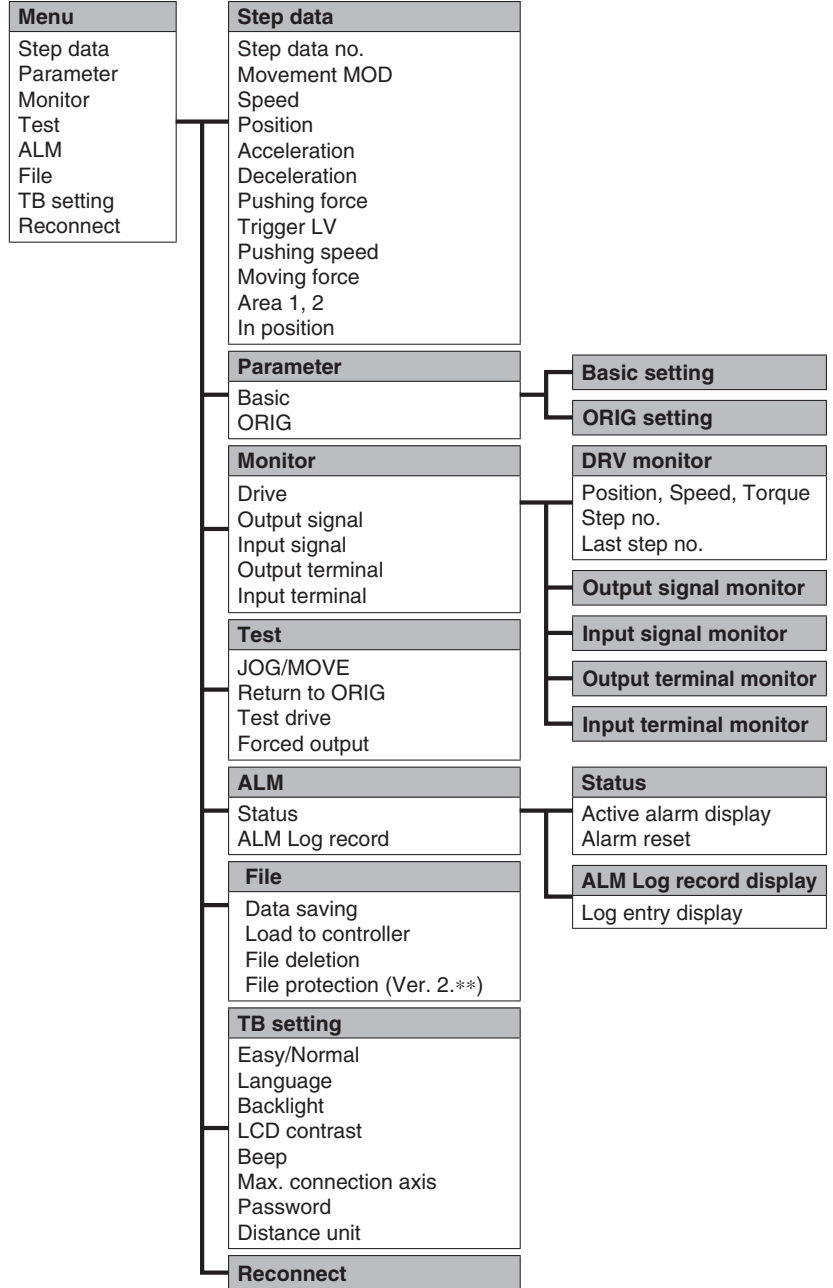 Menu
Step data
Parameter
Monitor
Test
ALM
File
TB setting
Reconnect
Step data
Step data no.
Movement MOD
Speed
Position
Acceleration
Deceleration
Pushing force
Trigger LV
Pushing speed
Moving force
Area 1, 2
In position
Parameter
Basic
ORIG
Basic setting
ORIG setting
Monitor
Drive
Output signal
Input signal
Output terminal
Input terminal
DRV monitor
Position, Speed, Torque
Step no.
Last step no.
Output signal monitor
Input signal monitor
Output terminal monitor
Input terminal monitor
Test
JOG/MOVE
Return to ORIG
Test drive
Forced output
ALM
Status
ALM Log record
Status
Active alarm display
Alarm reset
ALM Log record display
Log entry display
File
Data saving
Load to controller
File deletion
File protection (Ver. 2.**)
TB setting
Easy/Normal
Language
Backlight
LCD contrast
Beep
Max. connection axis
Password
Distance unit
Reconnect